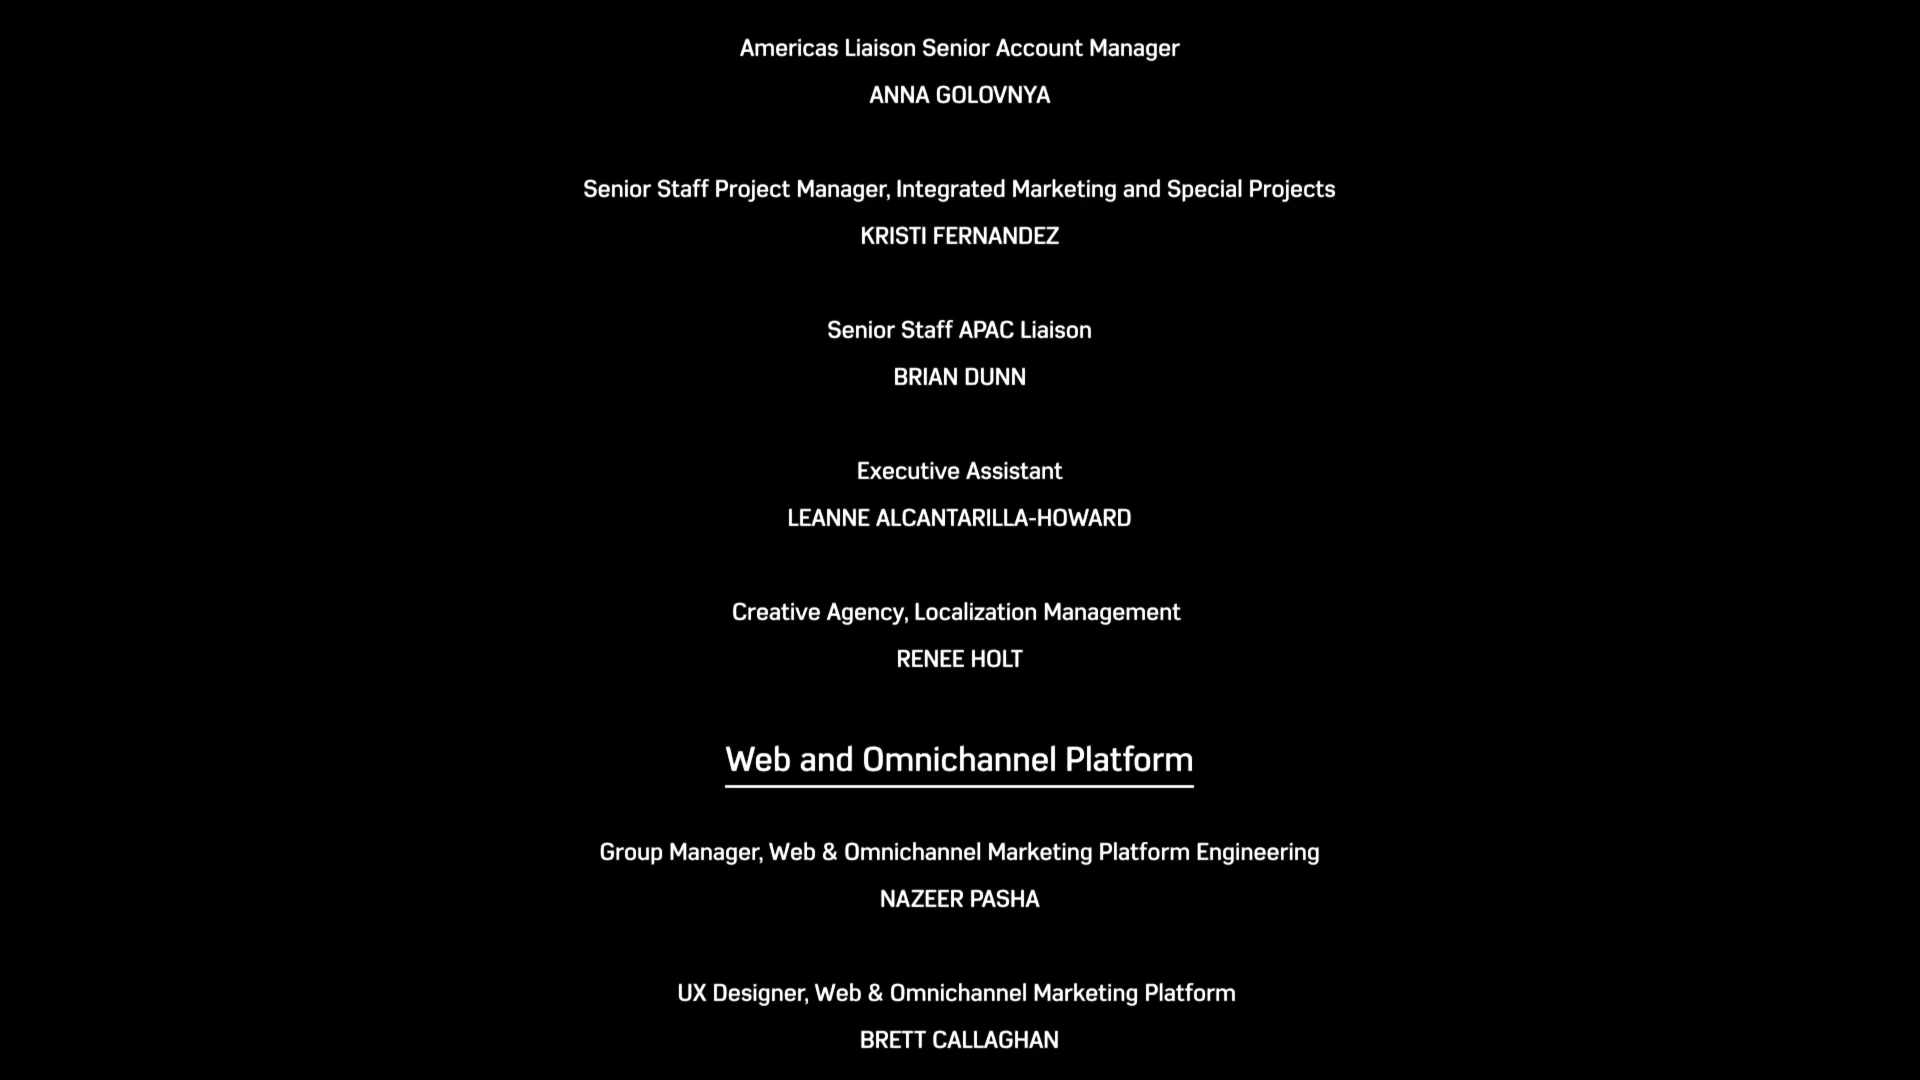 Americas Liaison Senior Account Manager
ANNA GOLOVNYA
Senior Staff Project Manager, Integrated Marketing and Special Projects
KRISTI FERNANDEZ
Senior Staff APAC Liaison
BRIAN DUNN
Executive Assistant
LEANNE ALCANTARILLA-HOWARD
Creative Agency, Localization Management
RENEE HOLT
Web and Omnichannel Platform
Group Manager, Web & Omnichannel Marketing Platform Engineering
NAZEER PASHA
UX Designer, Web & Omnichannel Marketing Platform
BRETT CALLAGHAN